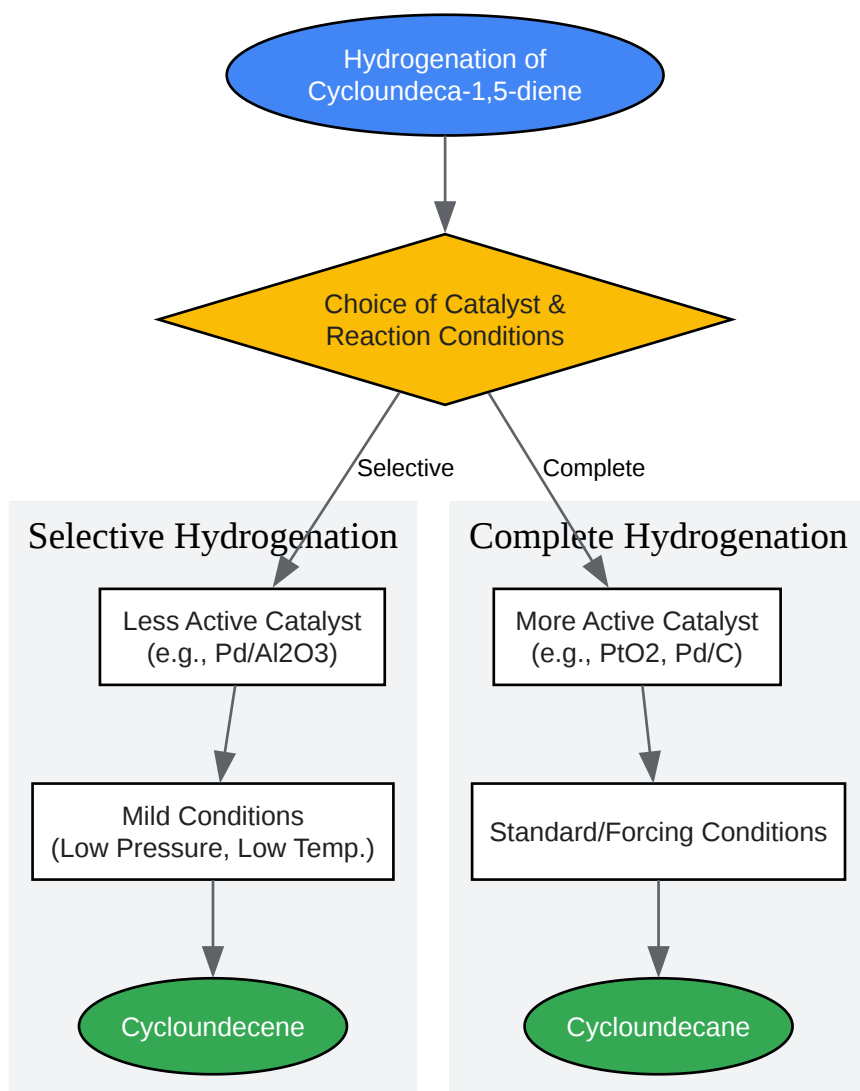 Hydrogenation of
Cycloundeca-1,5-diene
Choice of Catalyst &
Reaction Conditions
Selective
Complete
Selective Hydrogenation
Complete Hydrogenation
Less Active Catalyst
(e.g., Pd/Al2O3)
More Active Catalyst
(e.g., PtO2, Pd/C)
Mild Conditions
(Low Pressure, Low Temp.)
Standard/Forcing Conditions
Cycloundecene
Cycloundecane